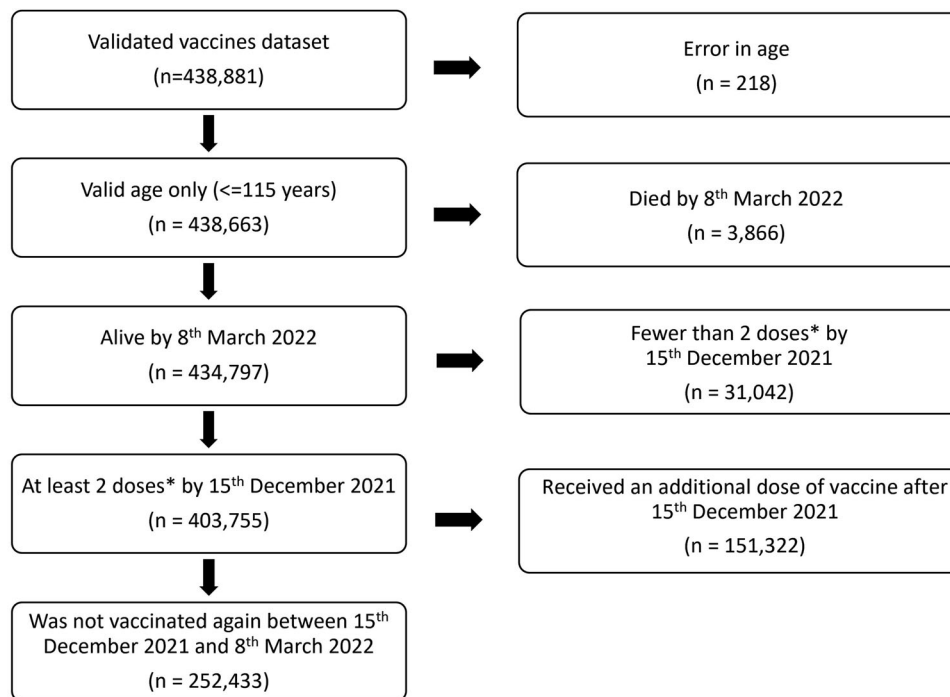 Validated vaccines dataset
(n=438,881)
Error in age
(n = 218)
Valid age only (<=115 years)
(n = 438,663)
Died by 8th March 2022
(n = 3,866)
Alive by 8th March 2022
(n = 434,797)
Fewer than 2 doses* by
15th December 2021
(n = 31,042)
At least 2 doses* by 15th December 2021
(n = 403,755)
Received an additional dose of vaccine after
15th December 2021
(n = 151,322)
Was not vaccinated again between 15th
December 2021 and 8th March 2022
(n = 252,433)